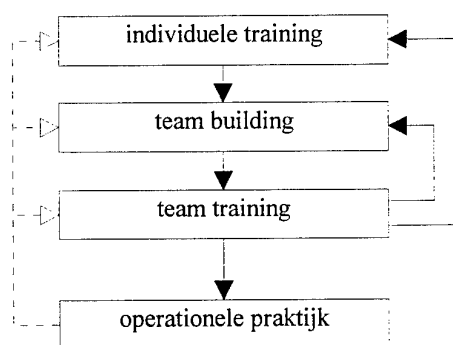 individuele training
team building
team training
operationele praktijk